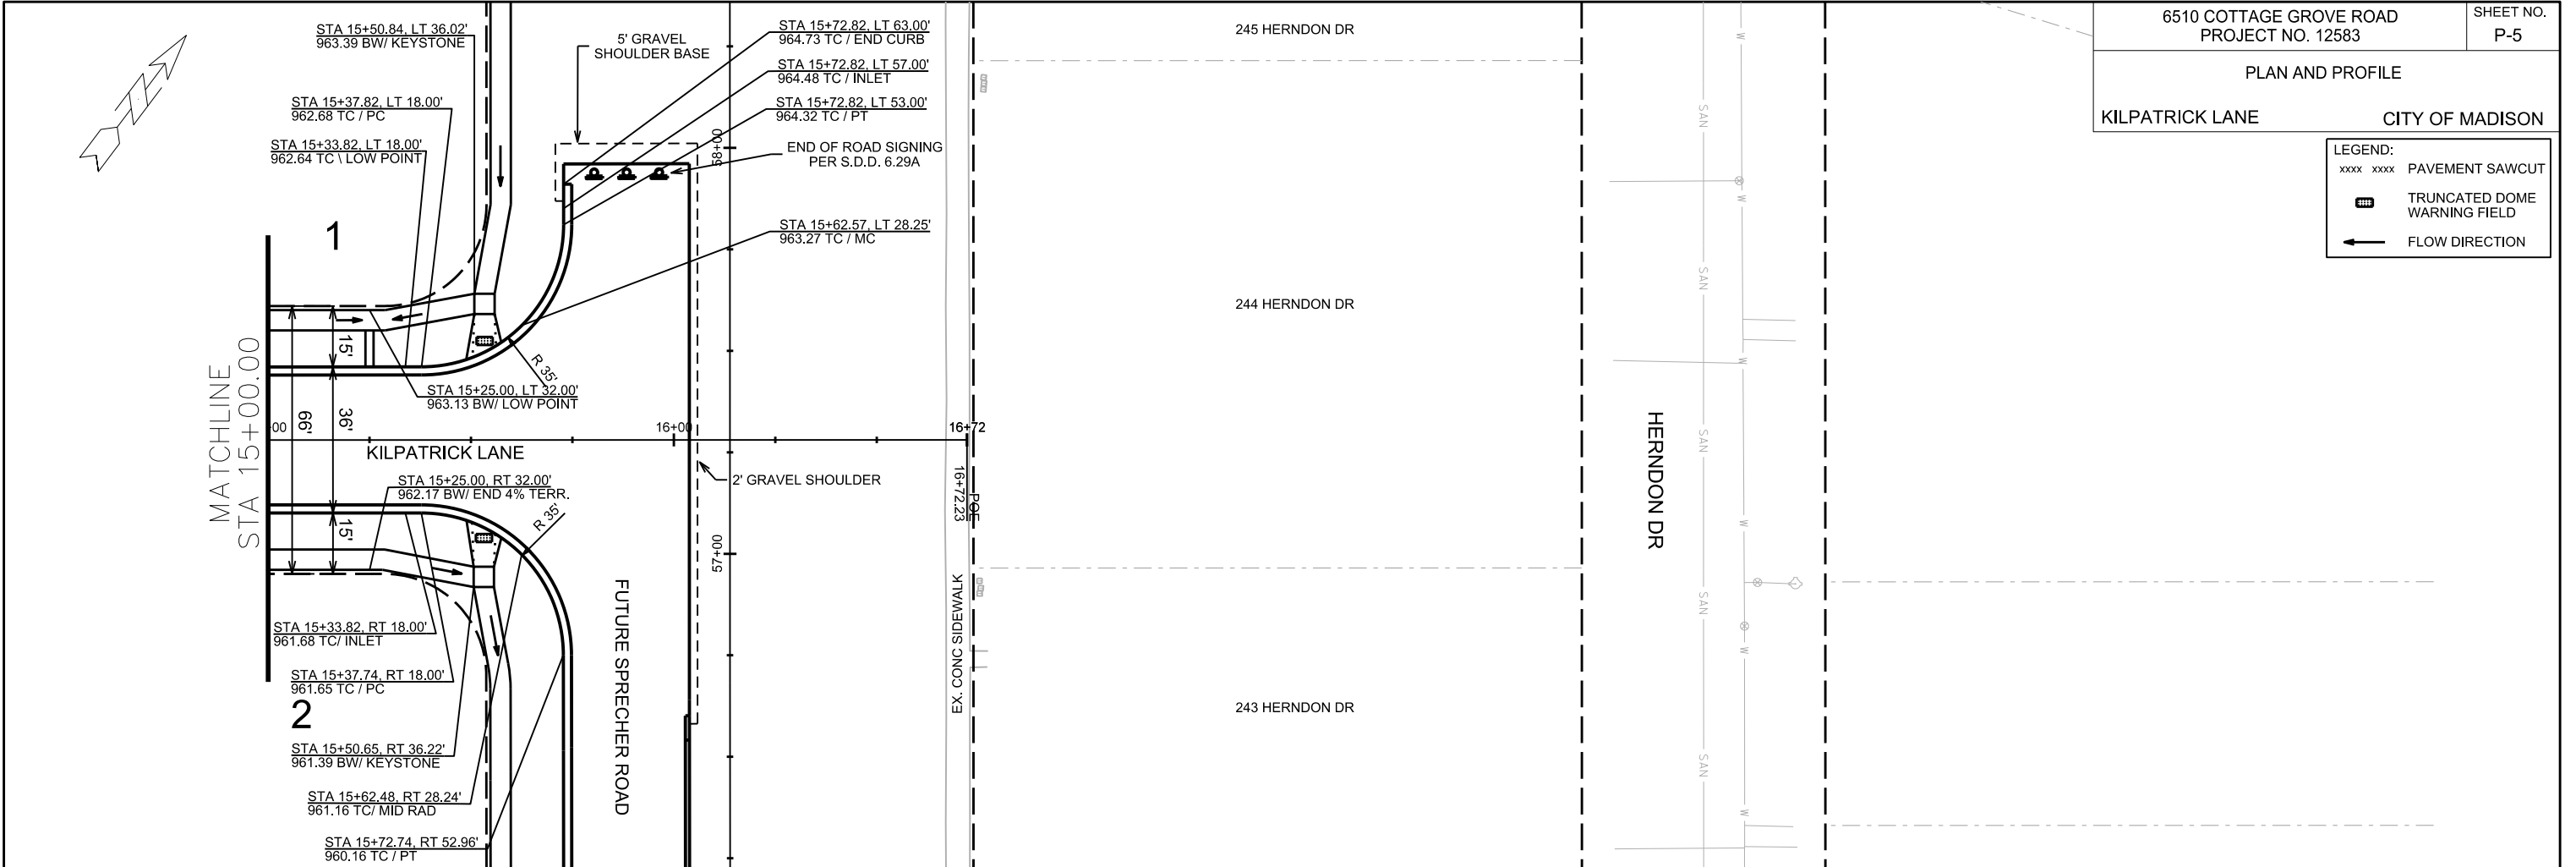 6510 COTTAGE GROVE ROAD
PROJECT NO. 12583
SHEET NO.
P-5
PLAN AND PROFILE
KILPATRICK LANE
CITY OF MADISON
LEGEND:
xxxx xxxx PAVEMENT SAWCUT
TRUNCATED DOME
WARNING FIELD
FLOW DIRECTION
STA 15+50.84, LT 36.02'
963.39 BW/ KEYSTONE
STA 15+37.82, LT 18.00'
962.68 TC / PC
STA 15+33.82, LT 18.00'
962.64 TC \ LOW POINT
1
5' GRAVEL
SHOULDER BASE
STA 15+72.82, LT 63.00'
964.73 TC / END CURB
STA 15+72.82, LT 57.00'
964.48 TC / INLET
STA 15+72.82, LT 53.00'
964.32 TC / PT
58+00
END OF ROAD SIGNING
PER S.D.D. 6.29A
STA 15+62.57, LT 28.25'
963.27 TC / MC
R 35'
STA 15+25.00, LT 32.00'
963.13 BW/ LOW POINT
MATCHLINE
STA 15+00.00
15'
66'
36'
15'
00
16+00
16+72
KILPATRICK LANE
STA 15+25.00, RT 32.00'
962.17 BW/ END 4% TERR.
R 35'
2' GRAVEL SHOULDER
POE
16+72.23
57+00
FUTURE SPRECHER ROAD
EX. CONC SIDEWALK
STA 15+33.82, RT 18.00'
961.68 TC/ INLET
STA 15+37.74, RT 18.00'
961.65 TC / PC
2
STA 15+50.65, RT 36.22'
961.39 BW/ KEYSTONE
STA 15+62.48, RT 28.24'
961.16 TC/ MID RAD
STA 15+72.74, RT 52.96'
960.16 TC / PT
245 HERNDON DR
244 HERNDON DR
243 HERNDON DR
HERNDON DR
SAN
SAN
SAN
SAN
SAN
W
W
W
W
W
W